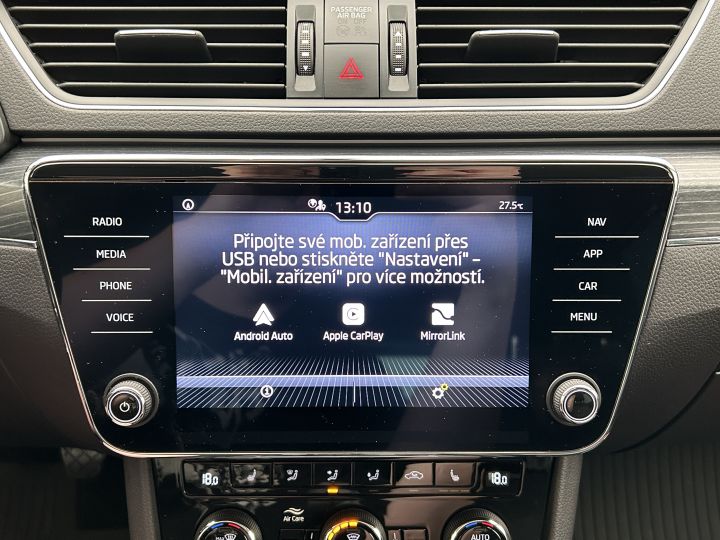 PASSENGER
AIR BAG
13:10
27.5°C
RADIO
MEDIA
PHONE
VOICE
Připojte své mob. zařízení přes
USB nebo stiskněte "Nastavení" –
"Mobil. zařízení" pro více možností.
Android Auto
Apple CarPlay
MirrorLink
NAV
APP
CAR
MENU
18.0
18.0
Air Care
MAX
AUTO